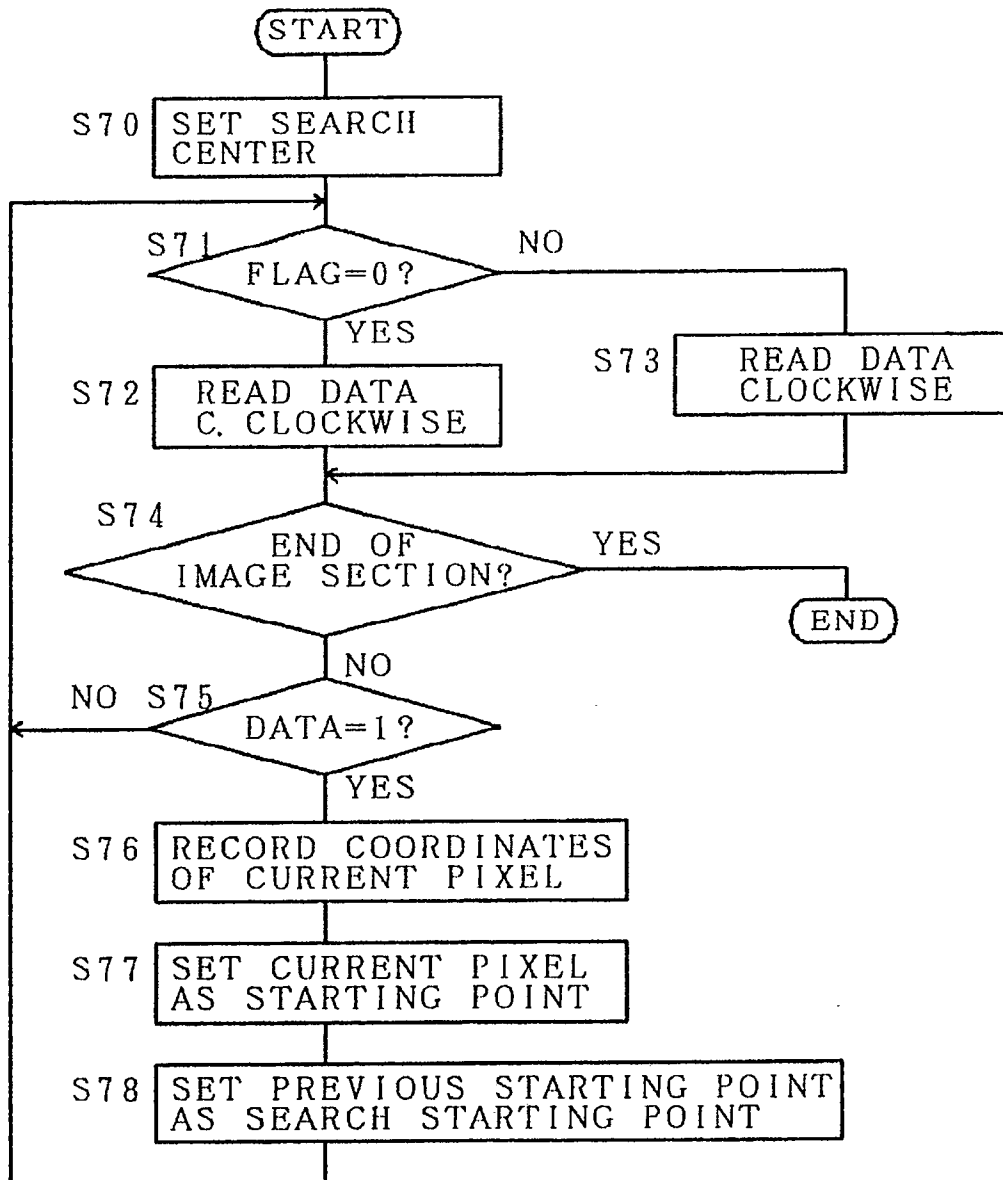 START
S70
SET SEARCH
CENTER
S71
FLAG=0?
NO
YES
S72
READ DATA
C. CLOCKWISE
S73
READ DATA
CLOCKWISE
S74
END OF
IMAGE SECTION?
YES
END
NO
NO S75
DATA=1?
YES
S76
RECORD COORDINATES
OF CURRENT PIXEL
S77
SET CURRENT PIXEL
AS STARTING POINT
S78
SET PREVIOUS STARTING POINT
AS SEARCH STARTING POINT